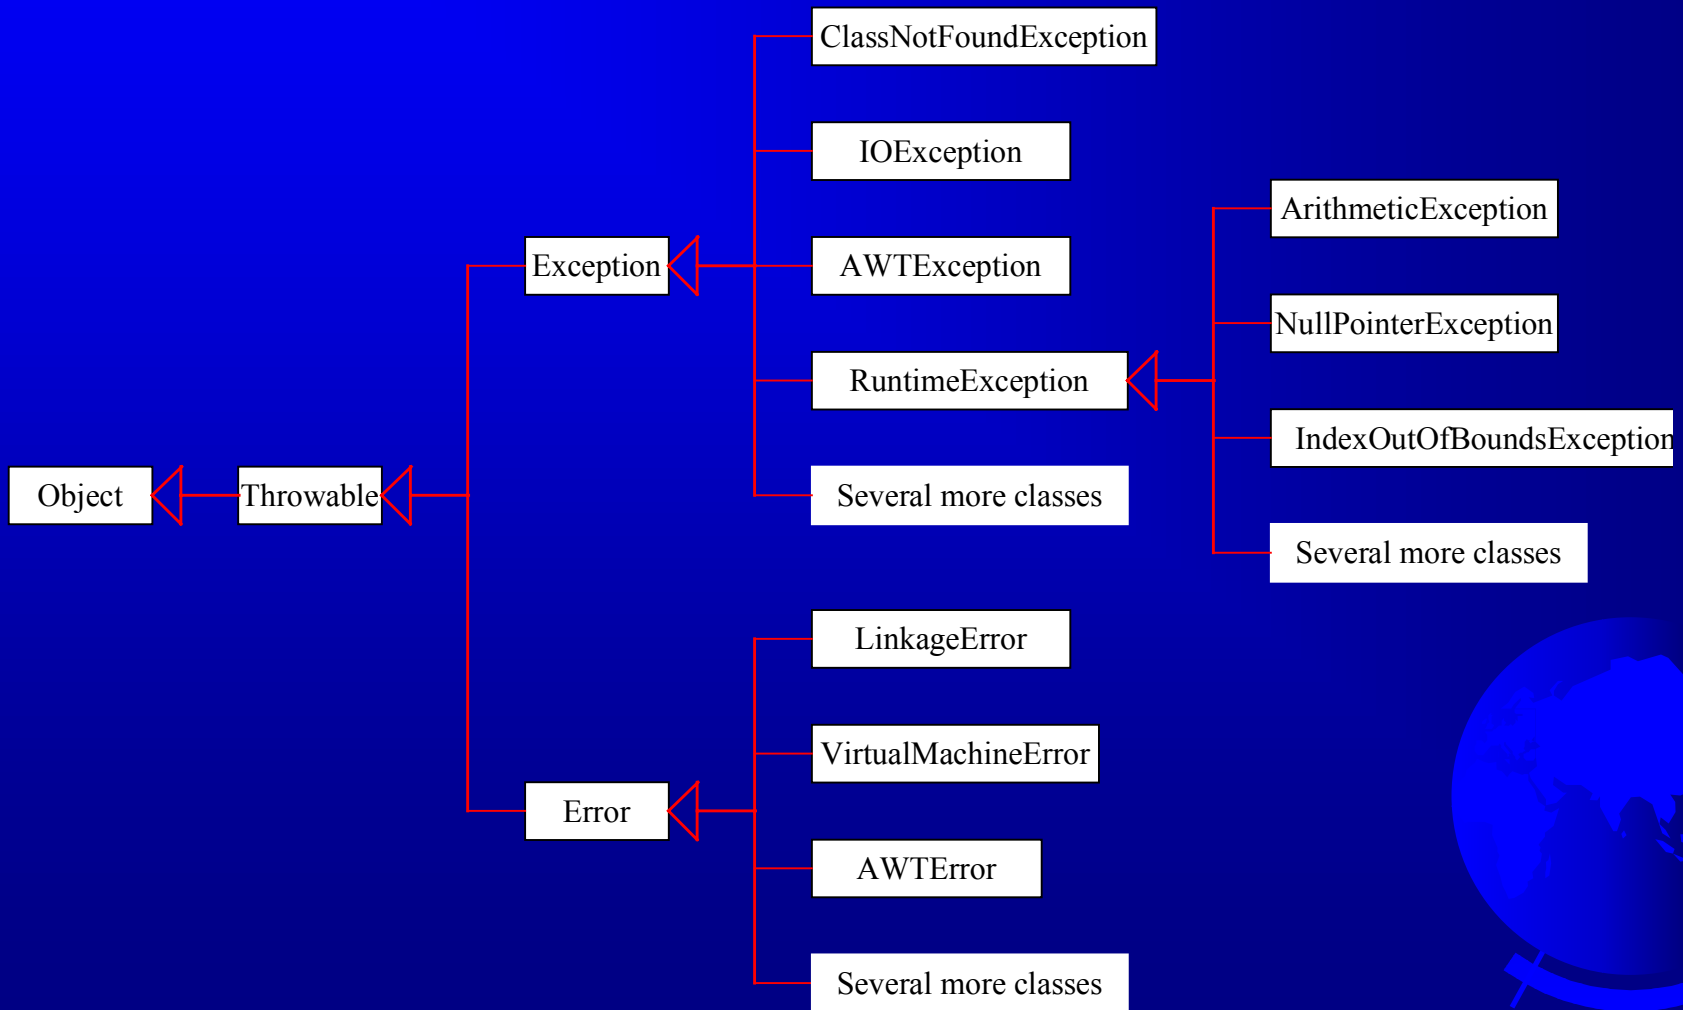 ClassNotFoundException
IOException
ArithmeticException
Exception
AWTException
NullPointerException
RuntimeException
IndexOutOfBoundsException
Object
Throwable
Several more classes
Several more classes
LinkageError
VirtualMachineError
Error
AWTError
Several more classes